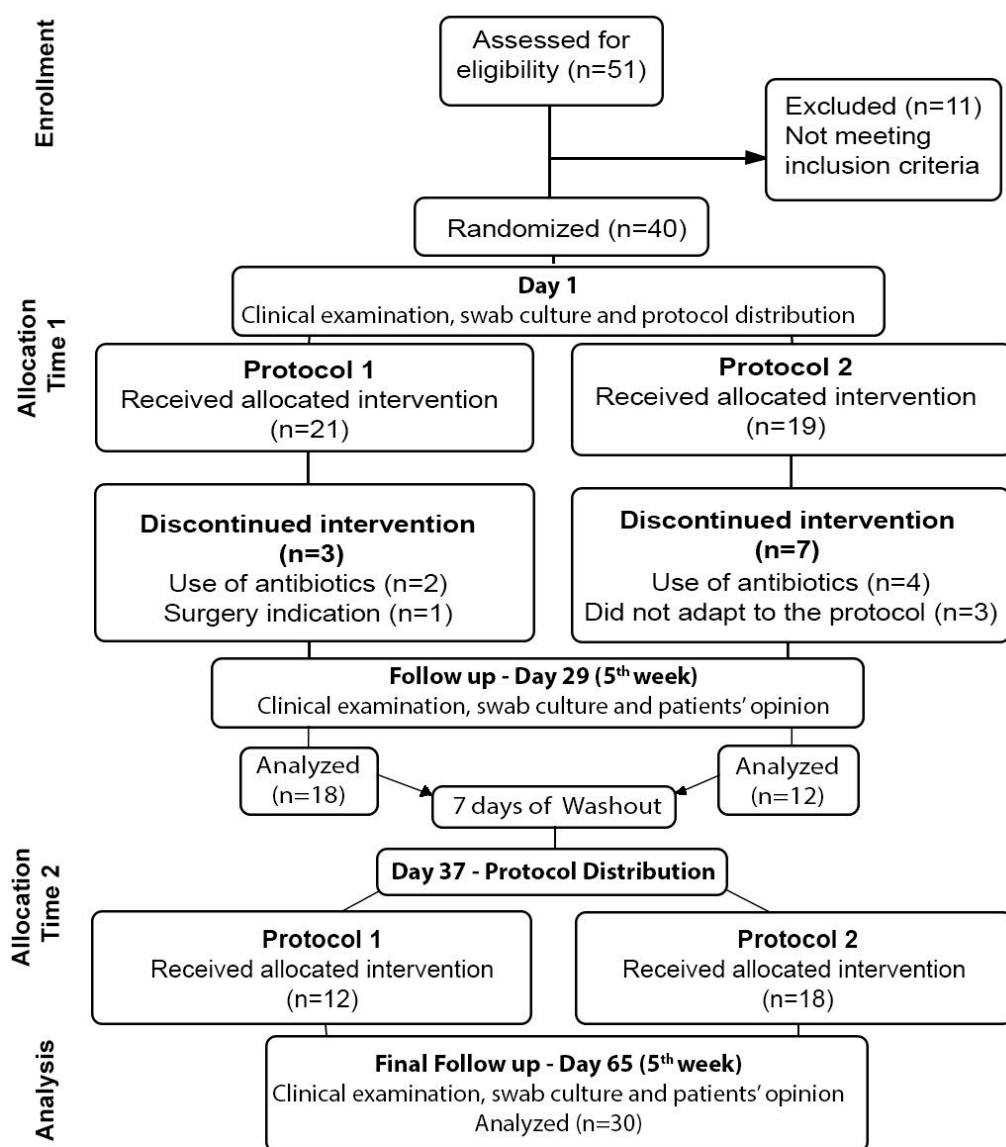 Enrollment
Assessed for
eligibility (n=51)
Excluded (n=11)
Not meeting
inclusion criteria
Randomized (n=40)
Allocation
Time 1
Day 1
Clinical examination, swab culture and protocol distribution
Protocol 1
Received allocated intervention
(n=21)
Protocol 2
Received allocated intervention
(n=19)
Discontinued intervention
(n=3)
Use of antibiotics (n=2)
Surgery indication (n=1)
Discontinued intervention
(n=7)
Use of antibiotics (n=4)
Did not adapt to the protocol (n=3)
Follow up - Day 29 (5th week)
Clinical examination, swab culture and patients' opinion
Analyzed
(n=18)
Analyzed
(n=12)
7 days of Washout
Allocation
Time 2
Day 37 - Protocol Distribution
Protocol 1
Received allocated intervention
(n=12)
Protocol 2
Received allocated intervention
(n=18)
Analysis
Final Follow up - Day 65 (5th week)
Clinical examination, swab culture and patients' opinion
Analyzed (n=30)